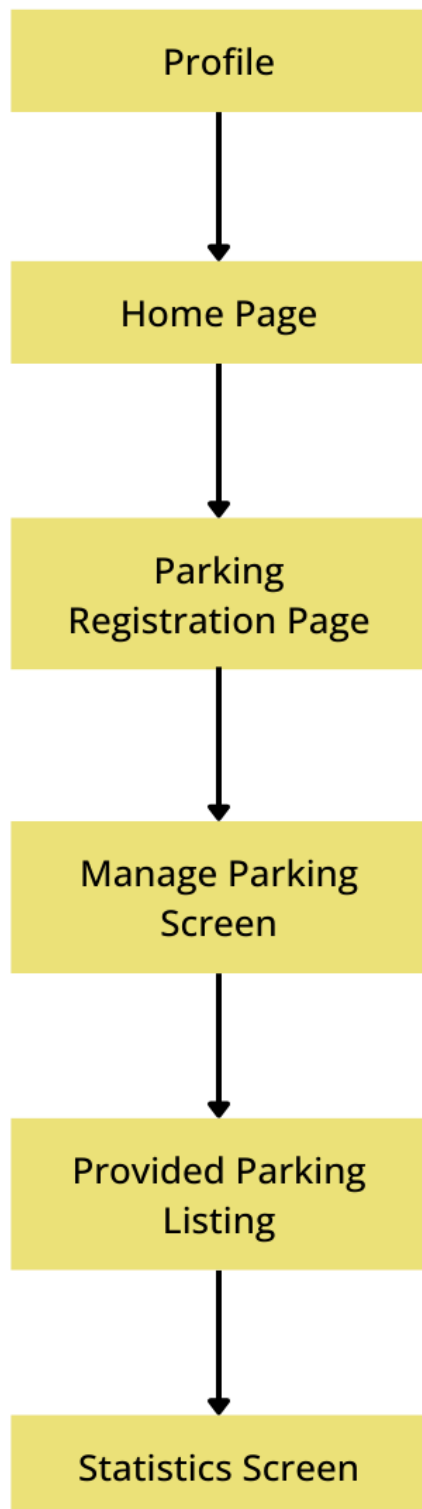 Profile
Home Page
Parking
Registration Page
Manage Parking
Screen
Provided Parking
Listing
Statistics Screen